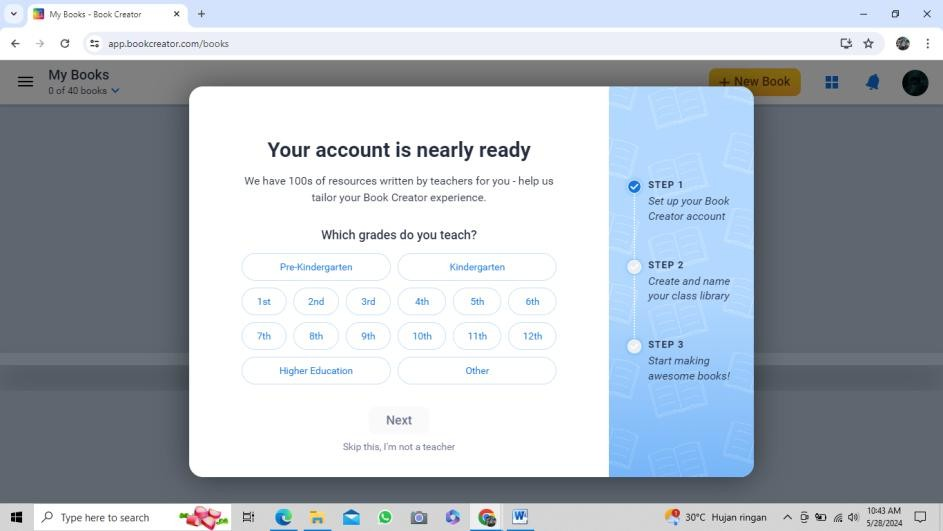 My Books - Book Creator
app.bookcreator.com/books
My Books
0 of 40 books
+ New Book
Your account is nearly ready
We have 100s of resources written by teachers for you - help us
tailor your Book Creator experience.
Which grades do you teach?
Pre-Kindergarten Kindergarten
1st 2nd 3rd 4th 5th 6th
7th 8th 9th 10th 11th 12th
Higher Education Other
Next
Skip this, I'm not a teacher
STEP 1
Set up your Book
Creator account
STEP 2
Create and name
your class library
STEP 3
Start making
awesome books!
Type here to search
30°C Hujan ringan
10:43 AM
5/28/2024